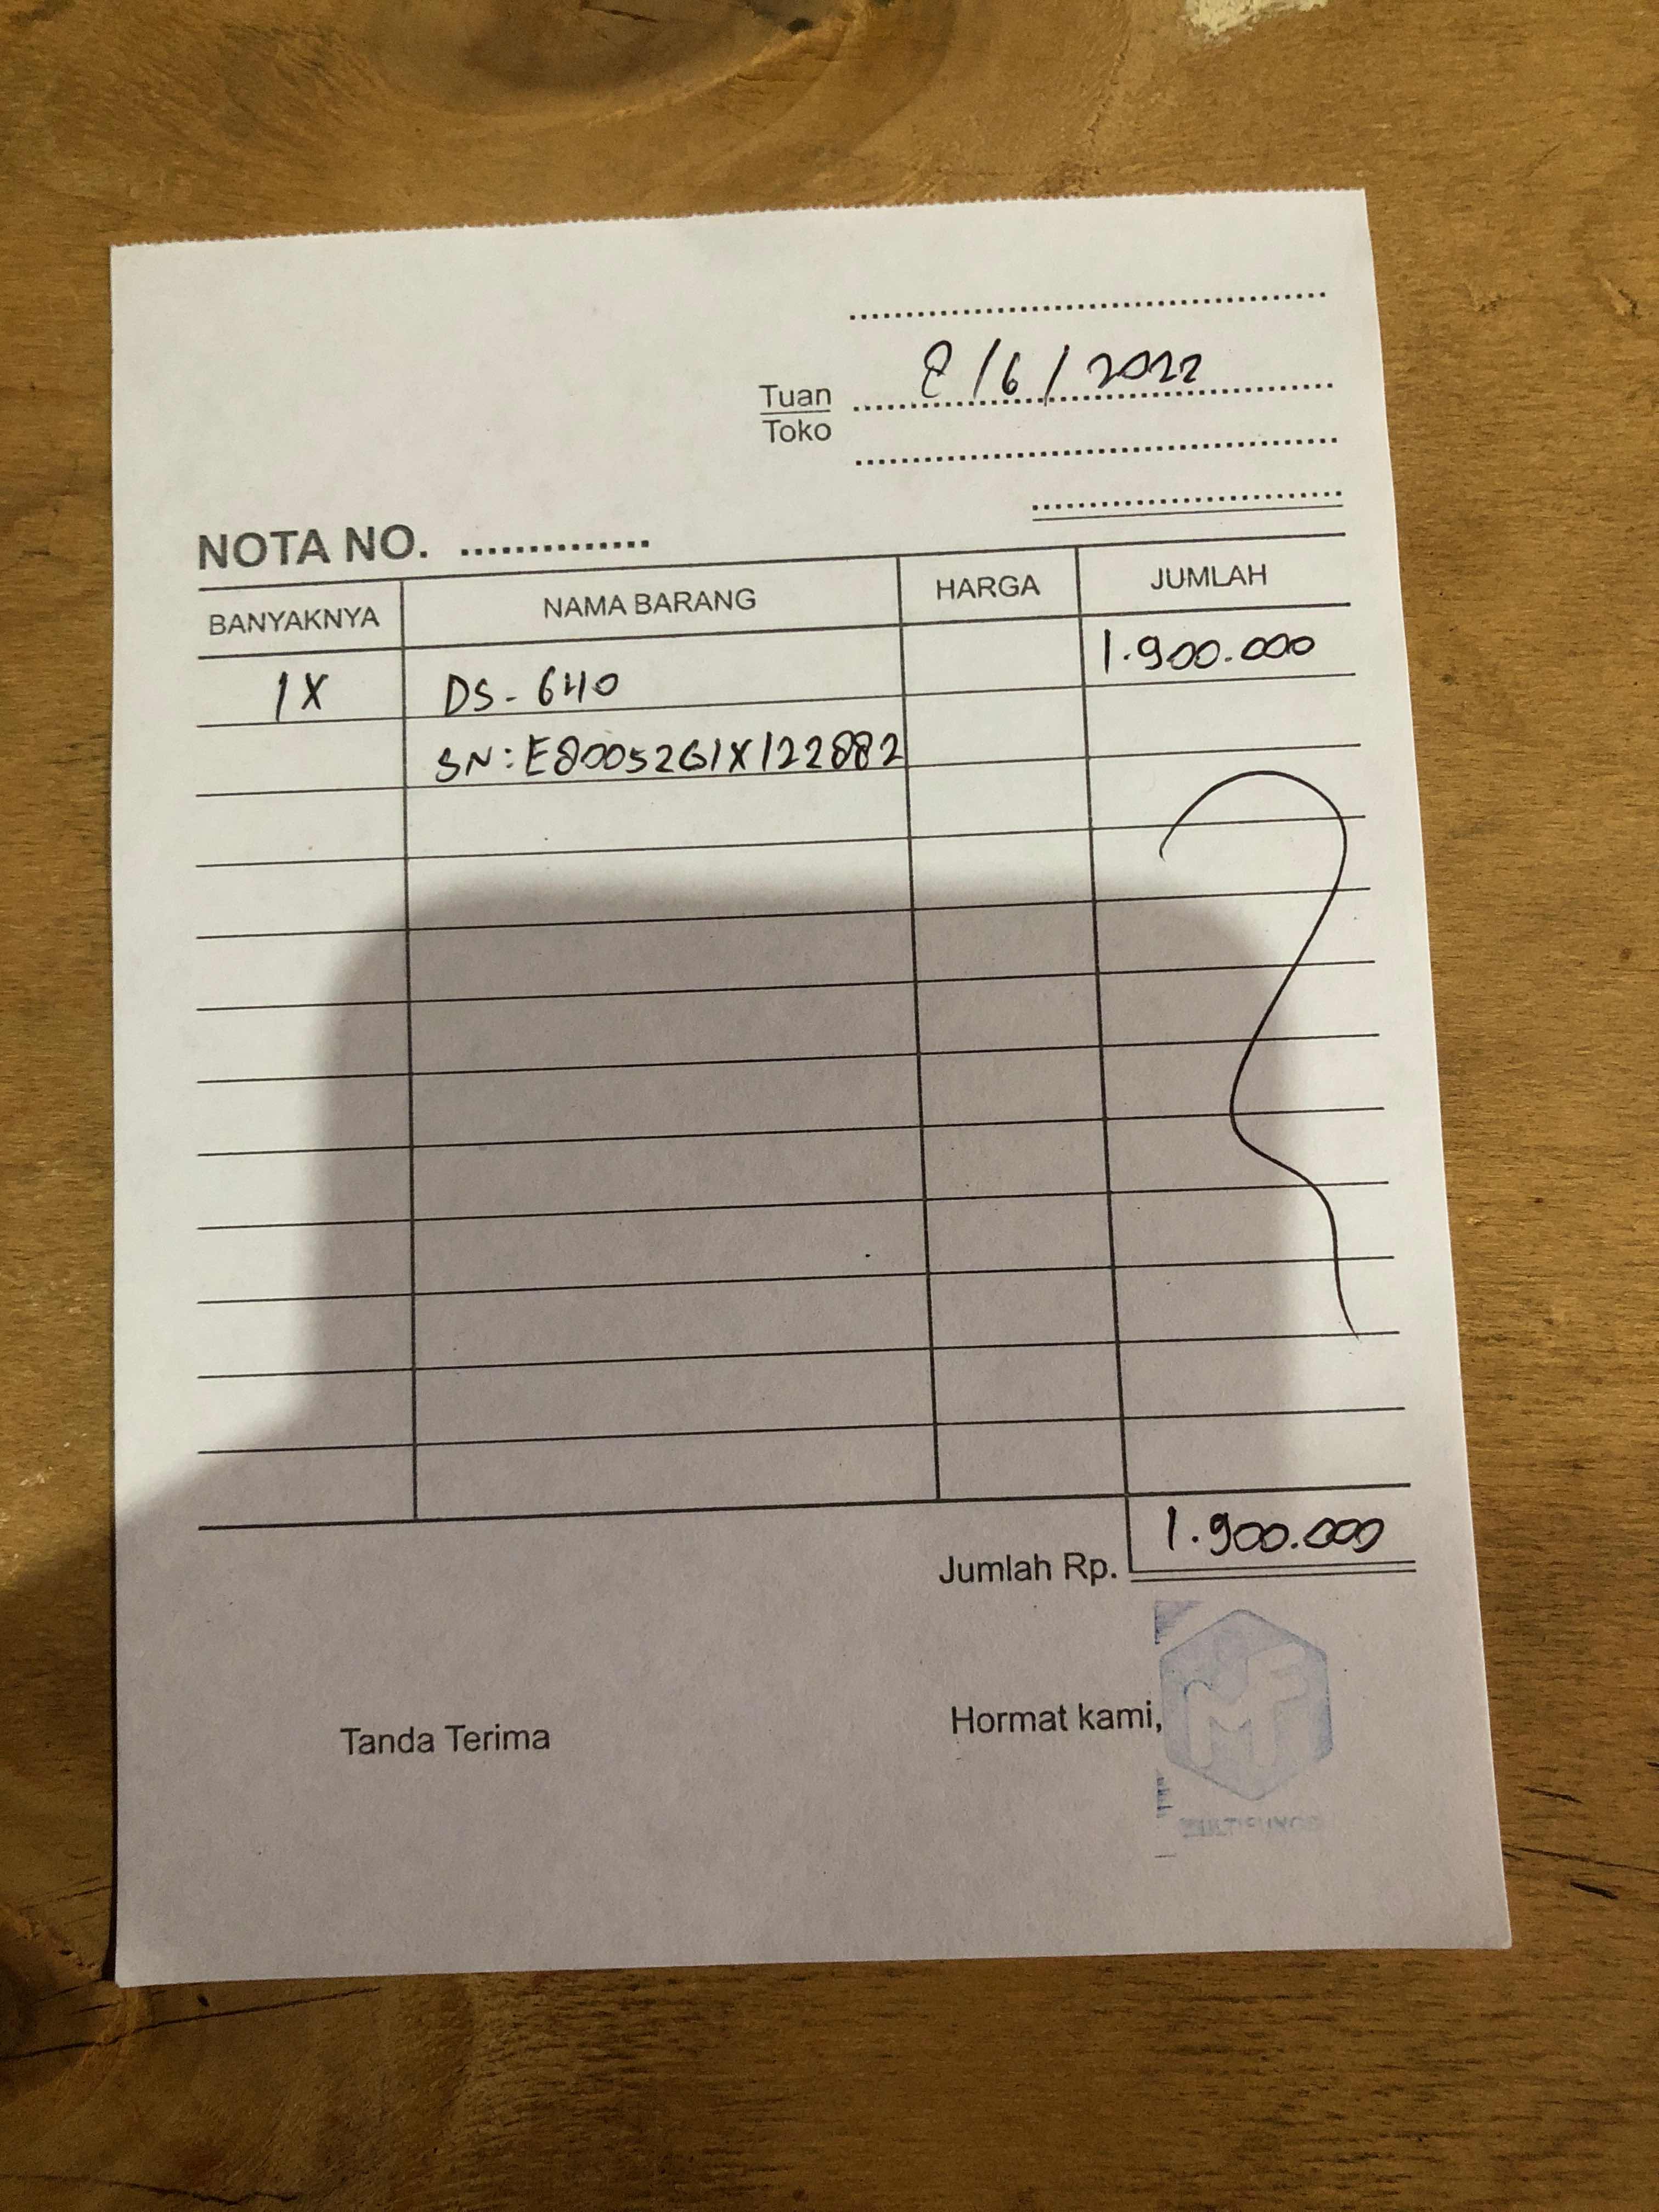 8/6/2022
Tuan
Toko
NOTA NO. ..............
BANYAKNYA NAMA BARANG HARGA JUMLAH
1X DS-640 1.900.000
SN: E80052G1X122882
Jumlah Rp. 1.900.000
Tanda Terima Hormat kami,
MF